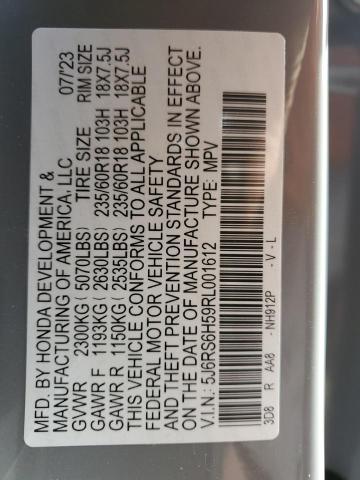 MFD. BY HONDA DEVELOPMENT &
MANUFACTURING OF AMERICA, LLC 07/'23
GVWR 2300KG (5070LBS) TIRE SIZE RIM SIZE
GAWR F 1193KG (2630LBS) 235/60R18 103H 18X7.5J
GAWR R 1150KG (2535LBS) 235/60R18 103H 18X7.5J
THIS VEHICLE CONFORMS TO ALL APPLICABLE
FEDERAL MOTOR VEHICLE SAFETY
AND THEFT PREVENTION STANDARDS IN EFFECT
ON THE DATE OF MANUFACTURE SHOWN ABOVE.
V.I.N.: 5J6RS6H59RL001612 TYPE: MPV
3D8 R AA8 - NH912P - V - L